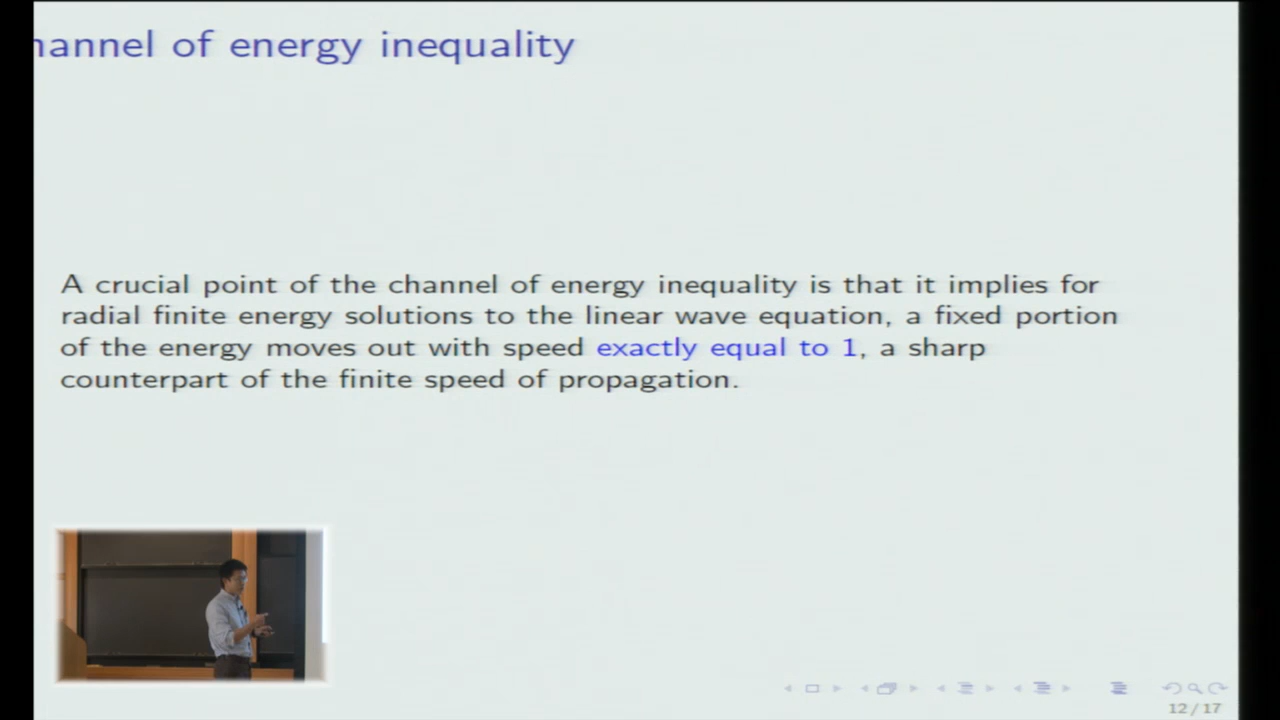 hannel of energy inequality
A crucial point of the channel of energy inequality is that it implies for
radial finite energy solutions to the linear wave equation, a fixed portion
of the energy moves out with speed exactly equal to 1, a sharp
counterpart of the finite speed of propagation.
12/17